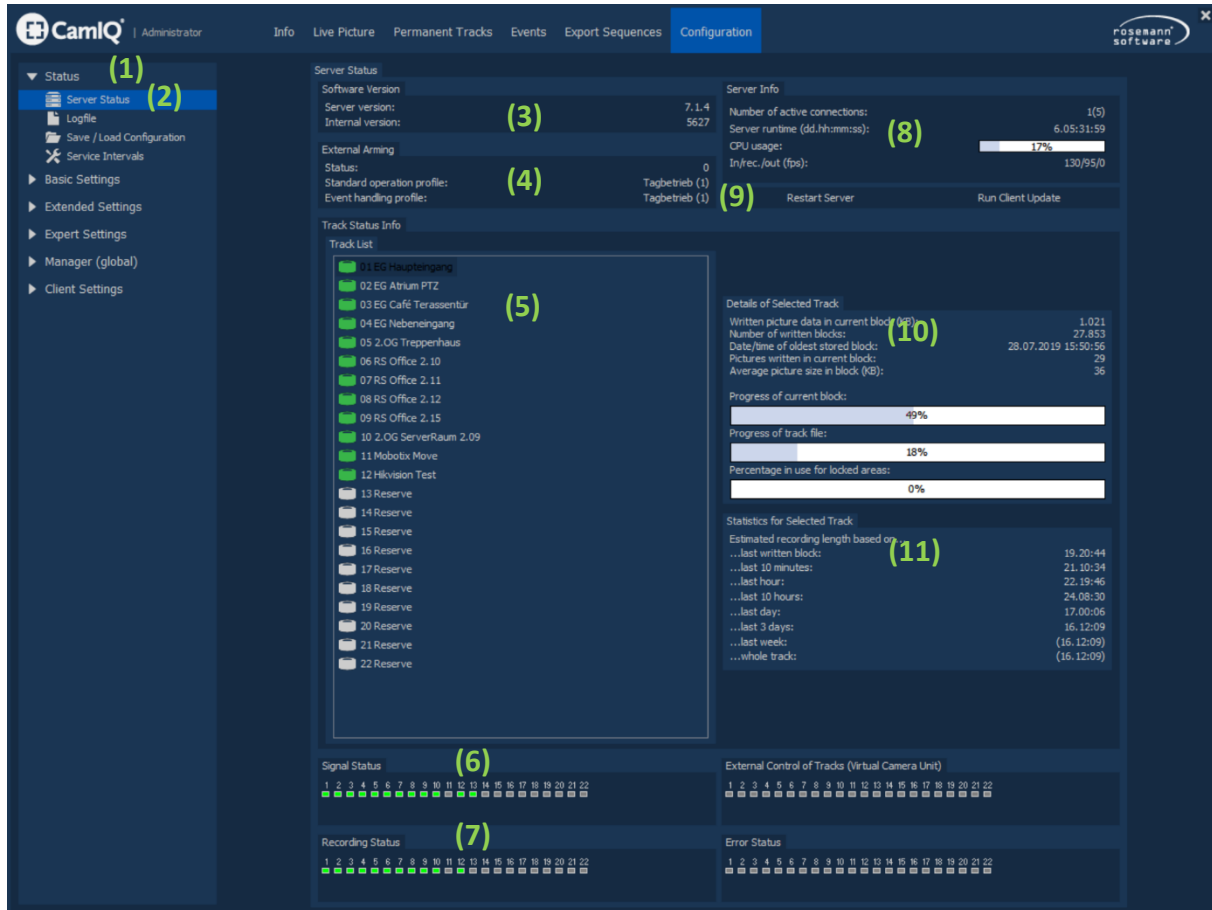 CamIQ | Administrator
Info Live Picture Permanent Tracks Events Export Sequences Configuration
rosemann
software
Status (1)
Server Status (2)
Logfile
Save / Load Configuration
Service Intervals
Basic Settings
Extended Settings
Expert Settings
Manager (global)
Client Settings
Server Status
Software Version
Server version: 7.1.4
(3)
Internal version: 5627
External Arming
Status: 0
(4)
Standard operation profile: Tagbetrieb (1)
Event handling profile: Tagbetrieb (1)
Server Info
Number of active connections: 1(5)
Server runtime (dd.hh:mm:ss): 6.05:31:59
(8)
CPU usage: 17%
In/rec./out (fps): 130/95/0
(9) Restart Server Run Client Update
Track Status Info
Track List
01 EG Haupteingang
02 EG Atrium PTZ
03 EG Café Terassentür
(5)
04 EG Nebeneingang
05 2.OG Treppenhaus
06 RS Office 2.10
07 RS Office 2.11
08 RS Office 2.12
09 RS Office 2.15
10 2.OG ServerRaum 2.09
11 Mobotix Move
12 Hikvision Test
13 Reserve
14 Reserve
15 Reserve
16 Reserve
17 Reserve
18 Reserve
19 Reserve
20 Reserve
21 Reserve
22 Reserve
Details of Selected Track
Written picture data in current block (KB): 1.021
(10)
Number of written blocks: 27.853
Date/time of oldest stored block: 28.07.2019 15:50:56
Pictures written in current block: 29
Average picture size in block (KB): 36
Progress of current block:
49%
Progress of track file:
18%
Percentage in use for locked areas:
0%
Statistics for Selected Track
Estimated recording length based on...
(11)
...last written block: 19.20:44
...last 10 minutes: 21.10:34
...last hour: 22.19:46
...last 10 hours: 24.08:30
...last day: 17.00:06
...last 3 days: 16.12:09
...last week: (16.12:09)
...whole track: (16.12:09)
Signal Status (6)
1 2 3 4 5 6 7 8 9 10 11 12 13 14 15 16 17 18 19 20 21 22
External Control of Tracks (Virtual Camera Unit)
1 2 3 4 5 6 7 8 9 10 11 12 13 14 15 16 17 18 19 20 21 22
Recording Status (7)
1 2 3 4 5 6 7 8 9 10 11 12 13 14 15 16 17 18 19 20 21 22
Error Status
1 2 3 4 5 6 7 8 9 10 11 12 13 14 15 16 17 18 19 20 21 22